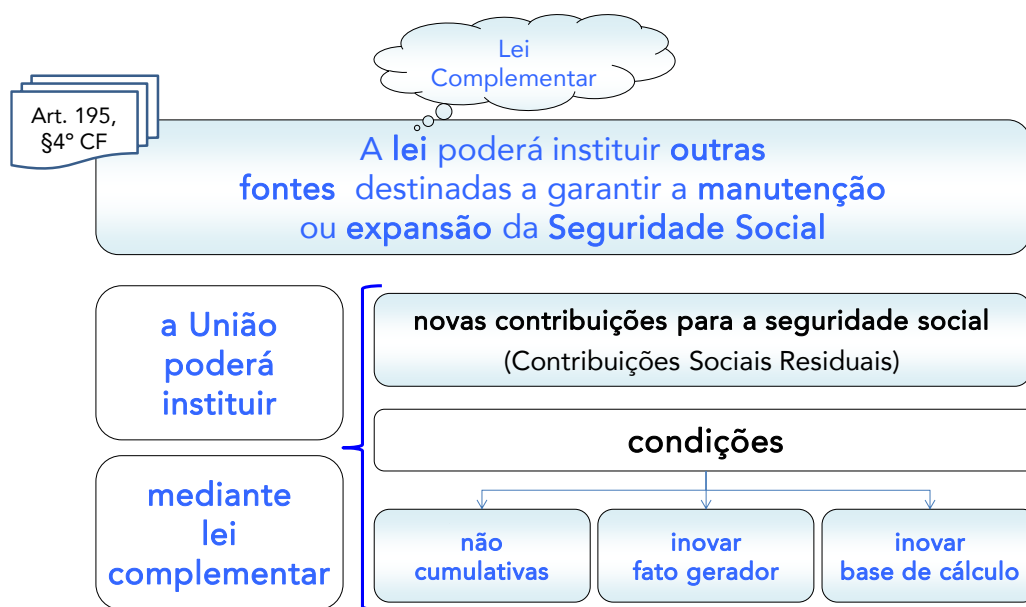 Lei
Complementar
Art. 195,
§4º CF
A lei poderá instituir outras
fontes destinadas a garantir a manutenção
ou expansão da Seguridade Social
a União
poderá
instituir
mediante
lei
complementar
novas contribuições para a seguridade social
(Contribuições Sociais Residuais)
condições
não
cumulativas
inovar
fato gerador
inovar
base de cálculo